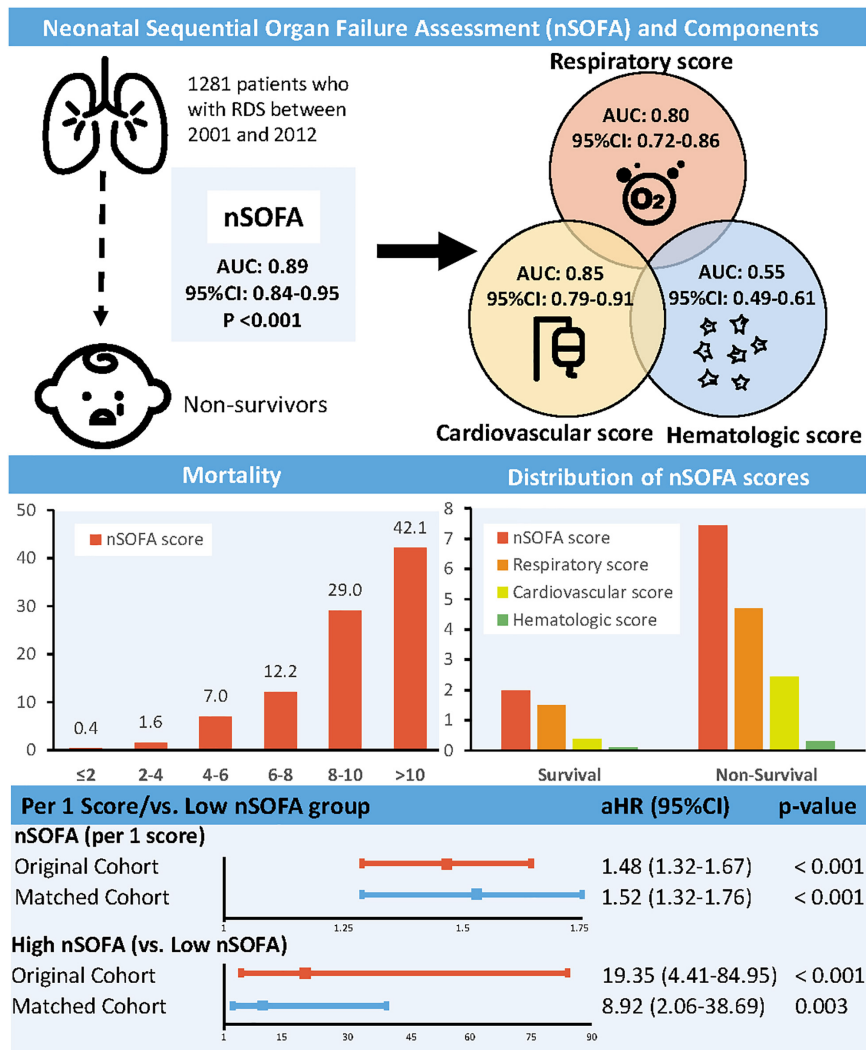 Neonatal Sequential Organ Failure Assessment (nSOFA) and Components
1281 patients who
with RDS between
2001 and 2012
nSOFA
AUC: 0.89
95%CI: 0.84-0.95
P <0.001
Non-survivors
Respiratory score
AUC: 0.80
95%CI: 0.72-0.86
O2
AUC: 0.85
95%CI: 0.79-0.91
AUC: 0.55
95%CI: 0.49-0.61
Cardiovascular score
Hematologic score
Mortality
50
40
30
20
10
0
nSOFA score
0.4
1.6
7.0
12.2
29.0
42.1
≤2
2-4
4-6
6-8
8-10
>10
Distribution of nSOFA scores
8
7
6
5
4
3
2
1
0
nSOFA score
Respiratory score
Cardiovascular score
Hematologic score
Survival
Non-Survival
Per 1 Score/vs. Low nSOFA group aHR (95%CI) p-value
nSOFA (per 1 score)
Original Cohort 1.48 (1.32-1.67) < 0.001
Matched Cohort 1.52 (1.32-1.76) < 0.001
1 1.25 1.5 1.75
High nSOFA (vs. Low nSOFA)
Original Cohort 19.35 (4.41-84.95) < 0.001
Matched Cohort 8.92 (2.06-38.69) 0.003
1 15 30 45 60 75 90